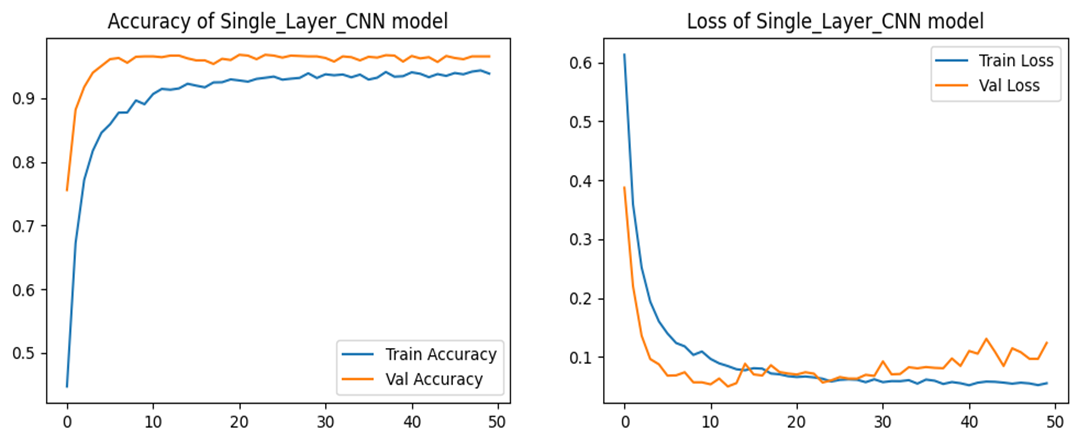 Accuracy of Single_Layer_CNN model
0.9
0.8
0.7
0.6
0.5
Train Accuracy
Val Accuracy
0 10 20 30 40 50
Loss of Single_Layer_CNN model
0.6
0.5
0.4
0.3
0.2
0.1
Train Loss
Val Loss
0 10 20 30 40 50